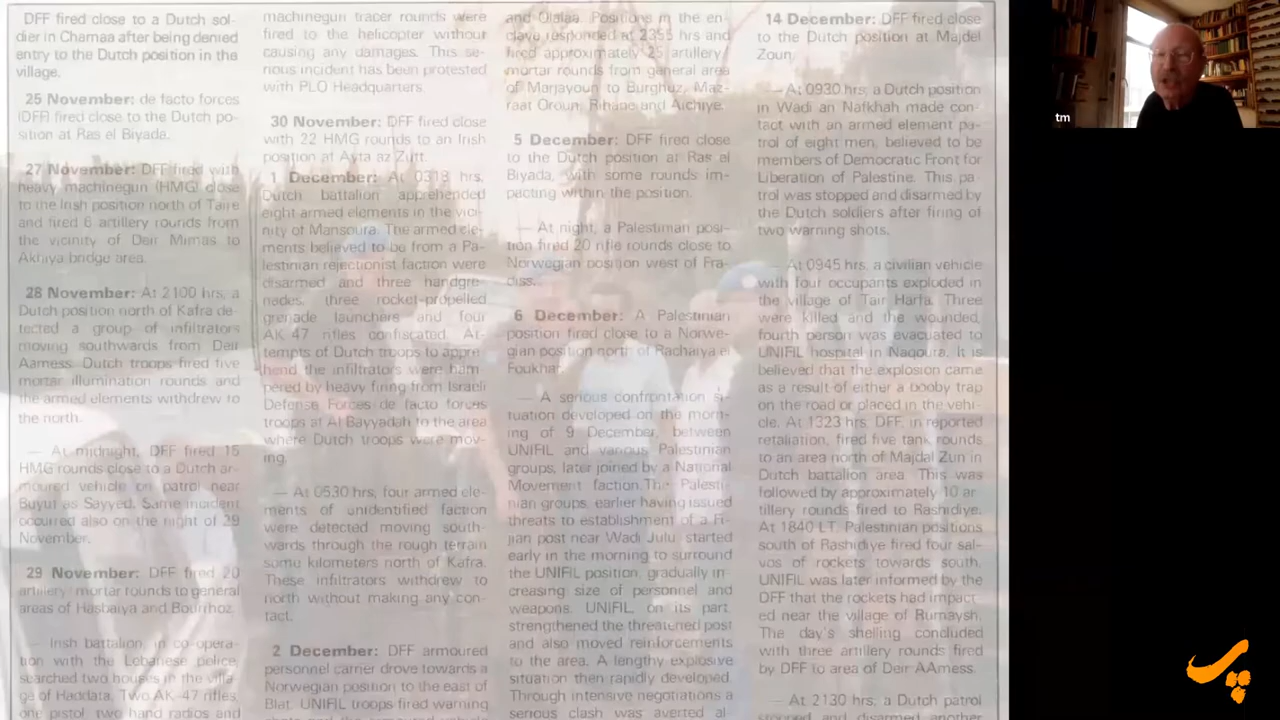 DFF fired close to a Dutch sol-
dier in Chamaa after being denied
entry to the Dutch position in the
village.
25 November: de facto forces
(DFF) fired close to the Dutch po-
sition at Ras el Biyade.
27 November: DFF fired with
heavy machinegun (HMG) close
to the Irish position north of Taire
and fired 6 artillery rounds from
the vicinity of Deir Mimas to
Akhiya bridge area.
28 November: At 2100 hrs, a
Dutch position north of Kafra de-
tected a group of infiltrators
moving southwards from Deir
Aamess. Dutch troops fired five
mortar illumination rounds and
the armed elements withdrew to
the north.
— At midnight, DFF fired 15
HMG rounds close to a Dutch ar-
moured vehicle on patrol near
Buyut as Sayyed. Same incident
occurred also on the night of 29
November.
29 November: DFF fired 20
artillery/mortar rounds to general
areas of Hasbaiya and Bourrhoz.
— Irish battalion in co-opera-
tion with the Lebanese police
searched two houses in the villa-
ge of Haddata. Two AK-47 rifles,
one pistol, two hand radios and
machinegun tracer rounds were
fired to the helicopter without
causing any damages. This se-
rious incident has been protested
with PLO Headquarters.
30 November: DFF fired close
with 22 HMG rounds to an Irish
position at Ayta az Zutt.
1 December: At 0318 hrs,
Dutch battalion apprehended
eight armed elements in the vici-
nity of Mansoura. The armed ele-
ments believed to be from a Pa-
lestinian rejectionist faction were
disarmed and three handgre-
nades, three rocket-propelled
grenade launchers and four
AK-47 rifles confiscated. At-
tempts of Dutch troops to appre-
hend the infiltrators were ham-
pered by heavy firing from Israeli
Defense Forces de facto forces
troops at Al Bayyadah to the area
where Dutch troops were mov-
ing.
— At 0530 hrs, four armed ele-
ments of unidentified faction
were detected moving south-
wards through the rough terrain
some kilometers north of Kafra.
These infiltrators withdrew to
north without making any con-
tact.
2 December: DFF armoured
personnel carrier drove towards a
Norwegian position to the east of
Blat. UNIFIL troops fired warning
and Olalaa. Positions in the en-
clave responded at 2355 hrs and
fired approximately 25 artillery/
mortar rounds from general area
of Marjayoun to Burghuz, Maz-
raat Oroun, Rihane and Aichiye.
5 December: DFF fired close
to the Dutch position at Ras el
Biyada, with some rounds im-
pacting within the position.
— At night, a Palestinian posi-
tion fired 20 rifle rounds close to
Norwegian position west of Fra-
diss.
6 December: A Palestinian
position fired close to a Norwe-
gian position north of Rachaiya el
Foukhar.
— A serious confrontation si-
tuation developed on the morn-
ing of 9 December, between
UNIFIL and various Palestinian
groups, later joined by a National
Movement faction. The Palesti-
nian groups, earlier having issued
threats to establishment of a Fi-
jian post near Wadi Julu, started
early in the morning to surround
the UNIFIL position, gradually in-
creasing size of personnel and
weapons. UNIFIL, on its part,
strengthened the threatened post
and also moved reinforcements
to the area. A lengthy explosive
situation then rapidly developed.
Through intensive negotiations a
serious clash was averted al-
14 December: DFF fired close
to the Dutch position at Majdel
Zoun.
— At 0930 hrs, a Dutch position
in Wadi an Nafkhah made con-
tact with an armed element pa-
trol of eight men, believed to be
members of Democratic Front for
Liberation of Palestine. This pa-
trol was stopped and disarmed by
the Dutch soldiers after firing of
two warning shots.
— At 0945 hrs, a civilian vehicle
with four occupants exploded in
the village of Tair Harfa. Three
were killed and the wounded,
fourth person was evacuated to
UNIFIL hospital in Naqoura. It is
believed that the explosion came
as a result of either a booby trap
on the road or placed in the vehi-
cle. At 1323 hrs, DFF, in reported
retaliation, fired five tank rounds
to an area north of Majdal Zun in
Dutch battalion area. This was
followed by approximately 10 ar-
tillery rounds fired to Rashidiye.
At 1840 LT, Palestinian positions
south of Rashidiye fired four sal-
vos of rockets towards south.
UNIFIL was later informed by the
DFF that the rockets had impact-
ed near the village of Rumaysh.
The day's shelling concluded
with three artillery rounds fired
by DFF to area of Deir AAmess.
— At 2130 hrs, a Dutch patrol
stopped and disarmed another
tm